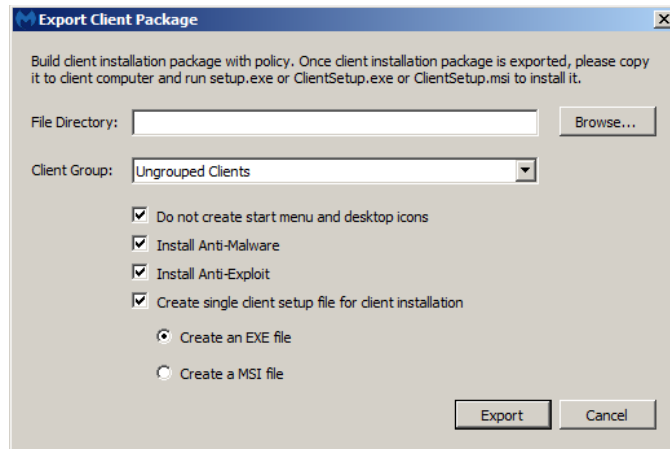 Export Client Package
Build client installation package with policy. Once client installation package is exported, please copy
it to client computer and run setup.exe or ClientSetup.exe or ClientSetup.msi to install it.
File Directory:
Browse...
Client Group:
Ungrouped Clients
Do not create start menu and desktop icons
Install Anti-Malware
Install Anti-Exploit
Create single client setup file for client installation
Create an EXE file
Create a MSI file
Export
Cancel